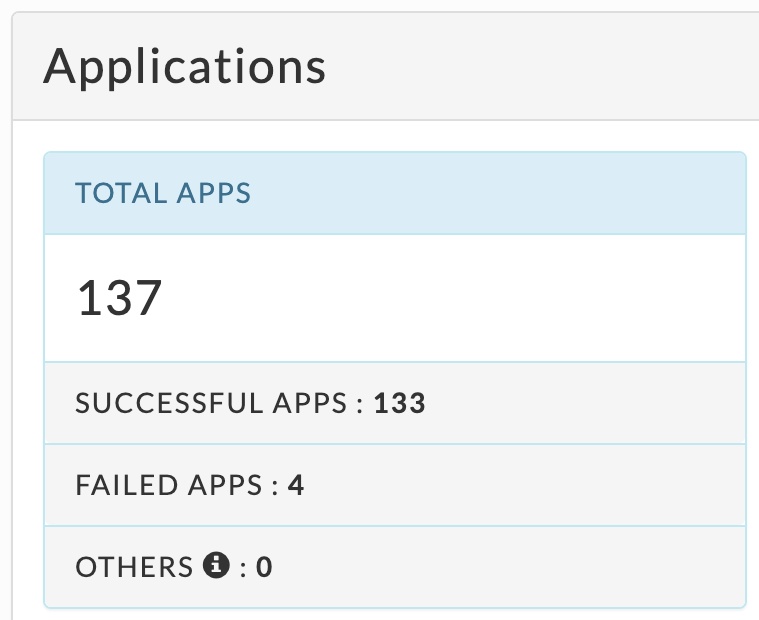 Applications
TOTAL APPS
137
SUCCESSFUL APPS : 133
FAILED APPS : 4
OTHERS : 0